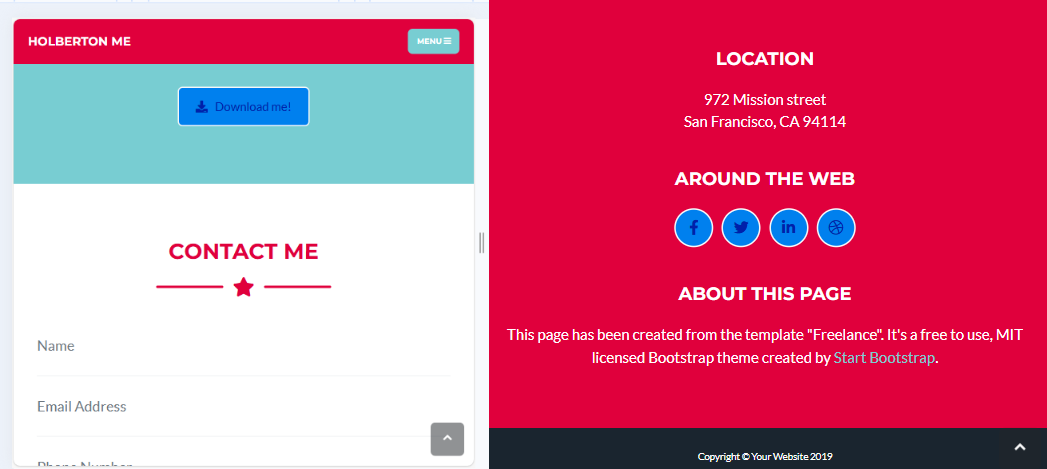 HOLBERTON ME
MENU
Download me!
CONTACT ME
Name
Email Address
Phone Number
LOCATION
972 Mission street
San Francisco, CA 94114
AROUND THE WEB
ABOUT THIS PAGE
This page has been created from the template "Freelance". It's a free to use, MIT
licensed Bootstrap theme created by Start Bootstrap.
Copyright © Your Website 2019